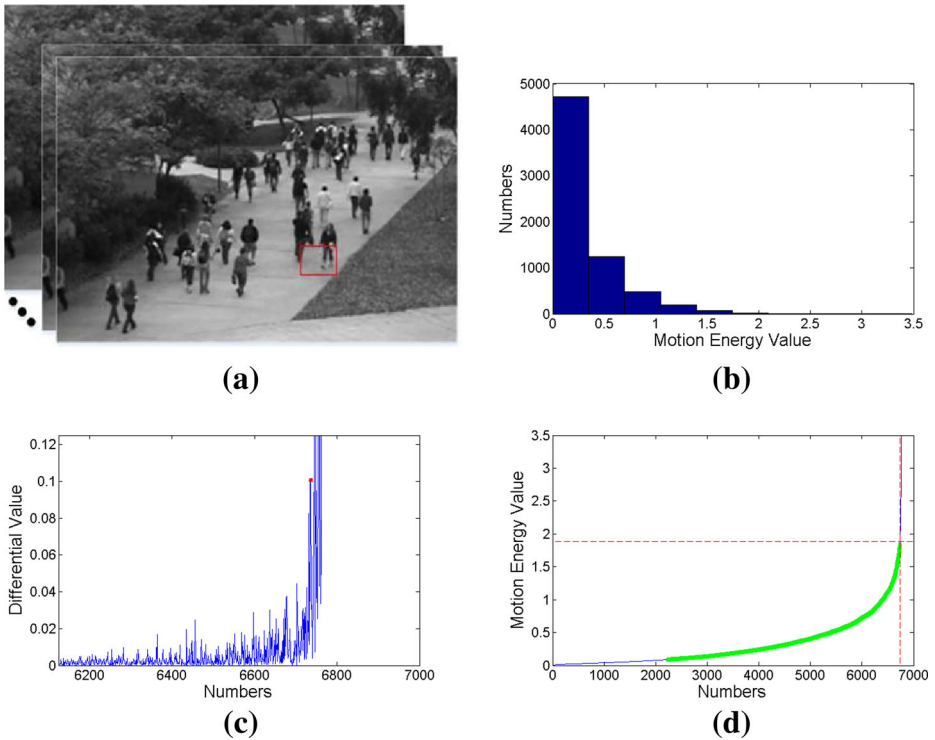 (a)
5000
4000
3000
2000
1000
0
Numbers
0 0.5 1 1.5 2 2.5 3 3.5
Motion Energy Value
(b)
0.12
0.1
0.08
0.06
0.04
0.02
0
Differential Value
6200 6400 6600 6800 7000
Numbers
(c)
3.5
3
2.5
2
1.5
1
0.5
0
Motion Energy Value
0 1000 2000 3000 4000 5000 6000 7000
Numbers
(d)